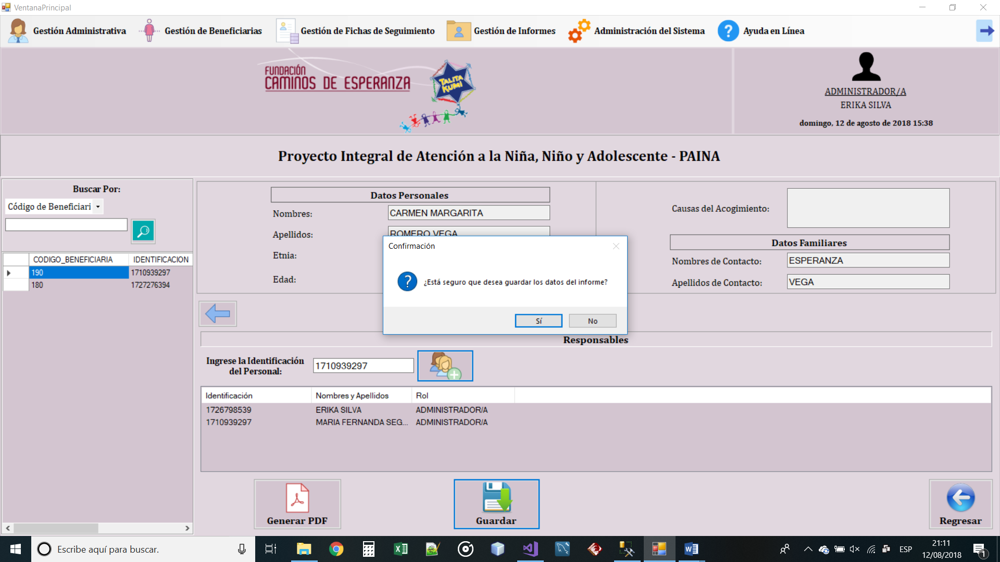 VentanaPrincipal
Gestión Administrativa
Gestión de Beneficiarias
Gestión de Fichas de Seguimiento
Gestión de Informes
Administración del Sistema
Ayuda en Línea
FUNDACIÓN
CAMINOS DE ESPERANZA
TALITA
KUMI
ADMINISTRADOR/A
ERIKA SILVA
domingo, 12 de agosto de 2018 15:38
Proyecto Integral de Atención a la Niña, Niño y Adolescente - PAINA
Buscar Por:
Código de Beneficiari
CODIGO_BENEFICIARIA IDENTIFICACION
190 1710939297
180 1727276394
Datos Personales
Nombres: CARMEN MARGARITA
Apellidos: ROMERO VEGA
Etnia:
Edad:
Causas del Acogimiento:
Datos Familiares
Nombres de Contacto: ESPERANZA
Apellidos de Contacto: VEGA
Confirmación
¿Está seguro que desea guardar los datos del informe?
Sí No
Responsables
Ingrese la Identificación
del Personal:
1710939297
Identificación Nombres y Apellidos Rol
1726798539 ERIKA SILVA ADMINISTRADOR/A
1710939297 MARIA FERNANDA SEG... ADMINISTRADOR/A
Generar PDF
Guardar
Regresar
Escribe aquí para buscar.
ESP
21:11
12/08/2018
1